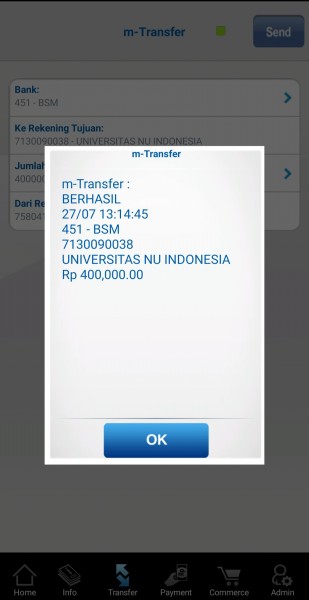 m-Transfer
Send
Bank:
451 - BSM
Ke Rekening Tujuan:
7130090038 - UNIVERSITAS NU INDONESIA
Jumlah
40000
Dari Re
75804
m-Transfer
m-Transfer :
BERHASIL
27/07 13:14:45
451 - BSM
7130090038
UNIVERSITAS NU INDONESIA
Rp 400,000.00
OK
Home
Info
Transfer
Payment
Commerce
Admin